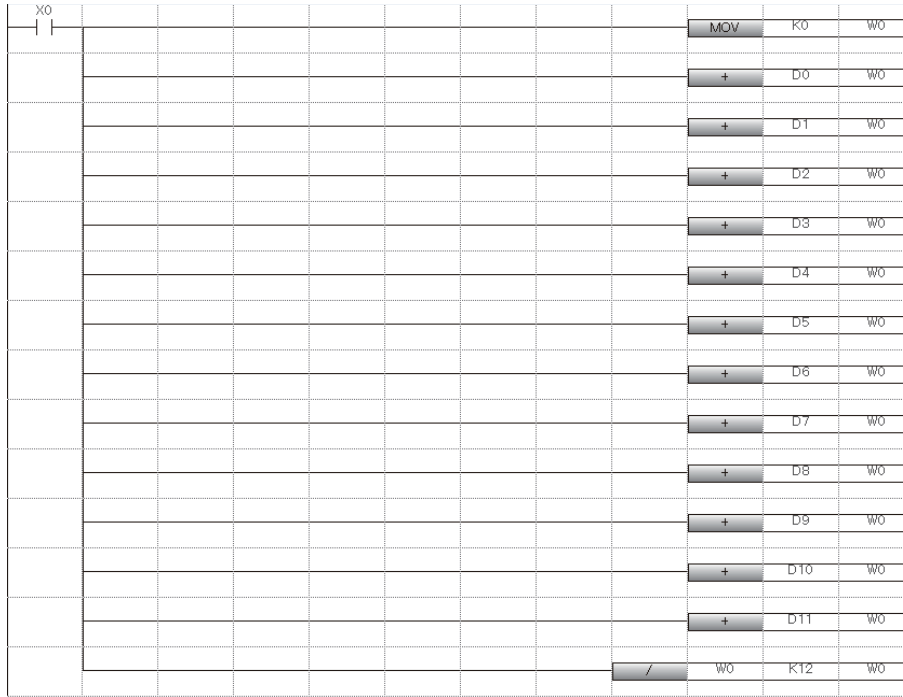 X0
MOV K0 W0
+ D0 W0
+ D1 W0
+ D2 W0
+ D3 W0
+ D4 W0
+ D5 W0
+ D6 W0
+ D7 W0
+ D8 W0
+ D9 W0
+ D10 W0
+ D11 W0
/ W0 K12 W0